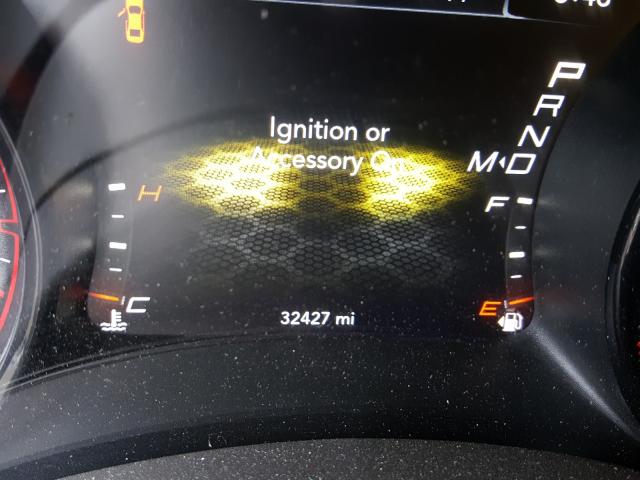 Ignition or
Accessory On
P
R
N
M D
H
F
C
E
32427 mi